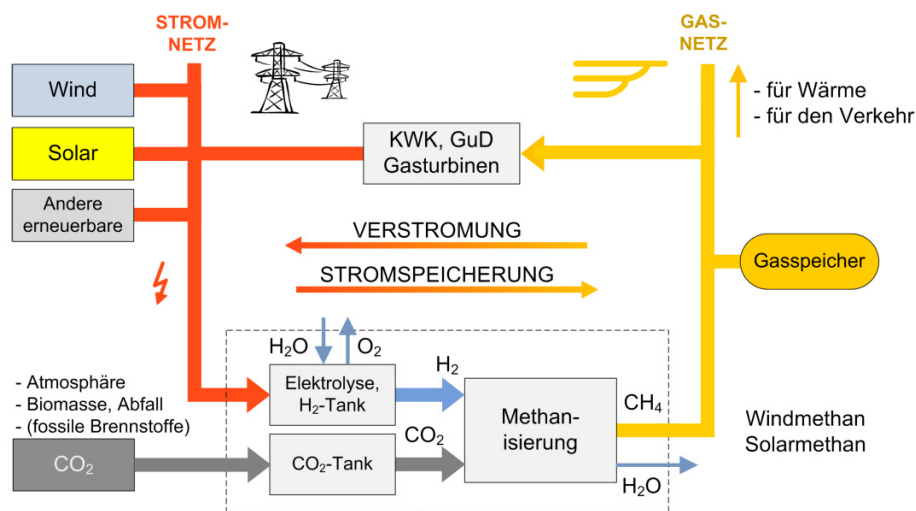 STROM-
NETZ
GAS-
NETZ
Wind
- für Wärme
- für den Verkehr
Solar
KWK, GuD
Gasturbinen
Andere
erneuerbare
VERSTROMUNG
STROMSPEICHERUNG
Gasspeicher
H₂O
O₂
- Atmosphäre
- Biomasse, Abfall
- (fossile Brennstoffe)
Elektrolyse,
H₂-Tank
H₂
Methan-
isierung
CH₄
Windmethan
Solarmethan
CO₂
CO₂-Tank
CO₂
H₂O